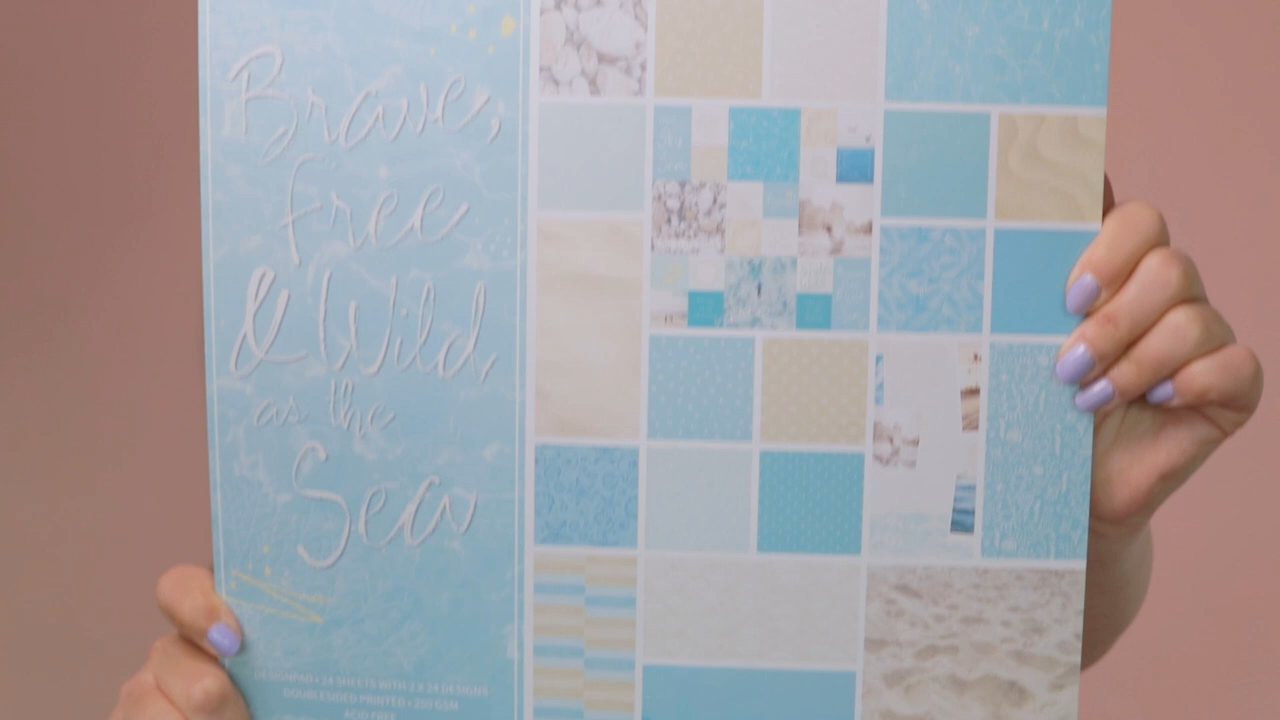 Brave,
free
& Wild,
as the
Sea
DESIGNPAD • 24 SHEETS WITH 2 X 24 DESIGNS
DOUBLESIDED PRINTED • 250 GSM
ACID FREE